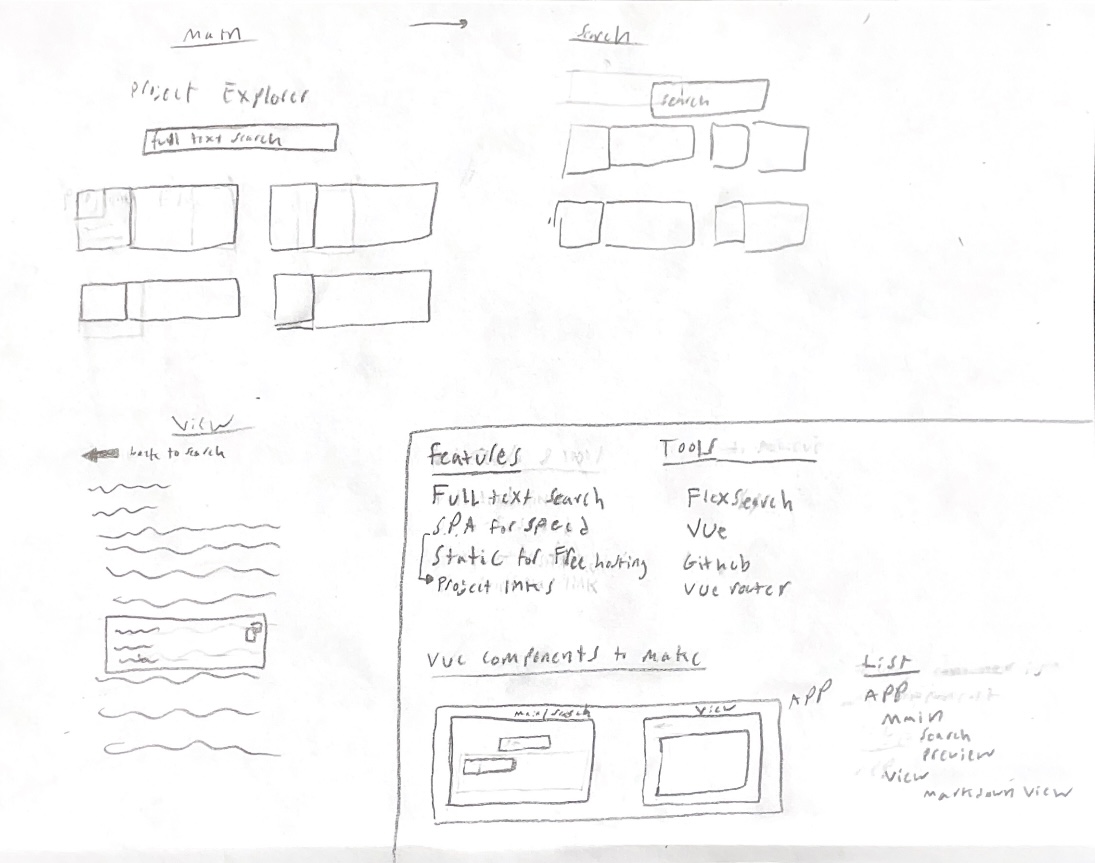 Main
Project Explorer
full text search
Search
search
View
back to search
Features
Full text search
S.P.A for speed
Static for Free hosting
Project links
Tools
FlexSearch
Vue
Github
Vue router
Vue components to make
main/search
View
APP
List
APP
Main
search
preview
View
markdown view